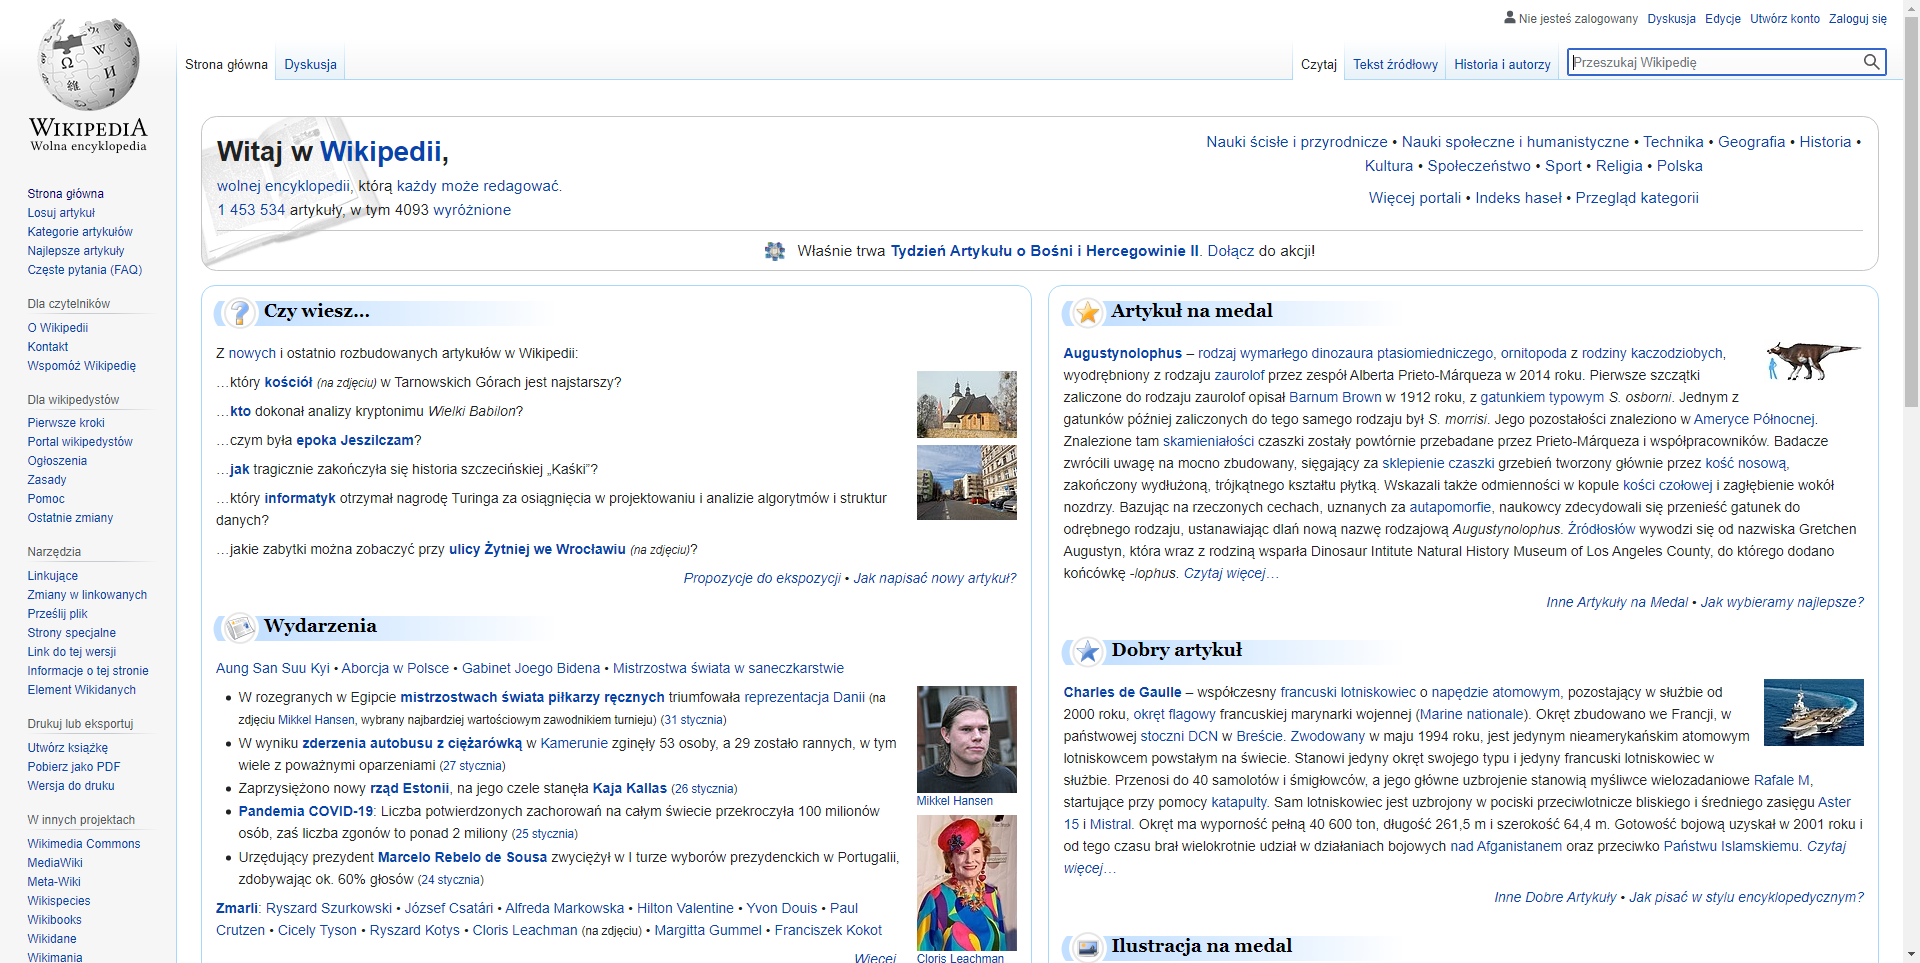 Nie jesteś zalogowany Dyskusja Edycje Utwórz konto Zaloguj się
Strona główna Dyskusja Czytaj Tekst źródłowy Historia i autorzy Przeszukaj Wikipedię
WIKIPEDIA
Wolna encyklopedia
Strona główna
Losuj artykuł
Kategorie artykułów
Najlepsze artykuły
Częste pytania (FAQ)
Dla czytelników
O Wikipedii
Kontakt
Wspomóż Wikipedię
Dla wikipedystów
Pierwsze kroki
Portal wikipedystów
Ogłoszenia
Zasady
Pomoc
Ostatnie zmiany
Narzędzia
Linkujące
Zmiany w linkowanych
Prześlij plik
Strony specjalne
Link do tej wersji
Informacje o tej stronie
Element Wikidanych
Drukuj lub eksportuj
Utwórz książkę
Pobierz jako PDF
Wersja do druku
W innych projektach
Wikimedia Commons
MediaWiki
Meta-Wiki
Wikispecies
Wikibooks
Wikidane
Wikimania
Witaj w Wikipedii,
wolnej encyklopedii, którą każdy może redagować.
1 453 534 artykuły, w tym 4093 wyróżnione
Nauki ścisłe i przyrodnicze • Nauki społeczne i humanistyczne • Technika • Geografia • Historia •
Kultura • Społeczeństwo • Sport • Religia • Polska
Więcej portali • Indeks haseł • Przegląd kategorii
Właśnie trwa Tydzień Artykułu o Bośni i Hercegowinie II. Dołącz do akcji!
Czy wiesz...
Z nowych i ostatnio rozbudowanych artykułów w Wikipedii:
…który kościół (na zdjęciu) w Tarnowskich Górach jest najstarszy?
…kto dokonał analizy kryptonimu Wielki Babilon?
…czym była epoka Jeszilczam?
…jak tragicznie zakończyła się historia szczecińskiej „Kaśki”?
…który informatyk otrzymał nagrodę Turinga za osiągnięcia w projektowaniu i analizie algorytmów i struktur
danych?
…jakie zabytki można zobaczyć przy ulicy Żytniej we Wrocławiu (na zdjęciu)?
Propozycje do ekspozycji • Jak napisać nowy artykuł?
Wydarzenia
Aung San Suu Kyi • Aborcja w Polsce • Gabinet Joego Bidena • Mistrzostwa świata w saneczkarstwie
• W rozegranych w Egipcie mistrzostwach świata piłkarzy ręcznych triumfowała reprezentacja Danii (na
zdjęciu Mikkel Hansen, wybrany najbardziej wartościowym zawodnikiem turnieju) (31 stycznia)
• W wyniku zderzenia autobusu z ciężarówką w Kamerunie zginęły 53 osoby, a 29 zostało rannych, w tym
wiele z poważnymi oparzeniami (27 stycznia)
• Zaprzysiężono nowy rząd Estonii, na jego czele stanęła Kaja Kallas (26 stycznia)
• Pandemia COVID-19: Liczba potwierdzonych zachorowań na całym świecie przekroczyła 100 milionów
osób, zaś liczba zgonów to ponad 2 miliony (25 stycznia)
• Urzędujący prezydent Marcelo Rebelo de Sousa zwyciężył w I turze wyborów prezydenckich w Portugalii,
zdobywając ok. 60% głosów (24 stycznia)
Mikkel Hansen
Zmarli: Ryszard Szurkowski • József Csatári • Alfreda Markowska • Hilton Valentine • Yvon Douis • Paul
Crutzen • Cicely Tyson • Ryszard Kotys • Cloris Leachman (na zdjęciu) • Margitta Gummel • Franciszek Kokot
Więcej
Cloris Leachman
Artykuł na medal
Augustynolophus – rodzaj wymarłego dinozaura ptasiomiedniczego, ornitopoda z rodziny kaczodziobych,
wyodrębniony z rodzaju zaurolof przez zespół Alberta Prieto-Márqueza w 2014 roku. Pierwsze szczątki
zaliczone do rodzaju zaurolof opisał Barnum Brown w 1912 roku, z gatunkiem typowym S. osborni. Jednym z
gatunków później zaliczonych do tego samego rodzaju był S. morrisi. Jego pozostałości znaleziono w Ameryce Północnej.
Znalezione tam skamieniałości czaszki zostały powtórnie przebadane przez Prieto-Márqueza i współpracowników. Badacze
zwrócili uwagę na mocno zbudowany, sięgający za sklepienie czaszki grzebień tworzony głównie przez kość nosową,
zakończony wydłużoną, trójkątnego kształtu płytką. Wskazali także odmienności w kopule kości czołowej i zagłębienie wokół
nozdrzy. Bazując na rzeczonych cechach, uznanych za autapomorfie, naukowcy zdecydowali się przenieść gatunek do
odrębnego rodzaju, ustanawiając dlań nową nazwę rodzajową Augustynolophus. Źródłosłów wywodzi się od nazwiska Gretchen
Augustyn, która wraz z rodziną wsparła Dinosaur Intitute Natural History Museum of Los Angeles County, do którego dodano
końcówkę -lophus. Czytaj więcej…
Inne Artykuły na Medal • Jak wybieramy najlepsze?
Dobry artykuł
Charles de Gaulle – współczesny francuski lotniskowiec o napędzie atomowym, pozostający w służbie od
2000 roku, okręt flagowy francuskiej marynarki wojennej (Marine nationale). Okręt zbudowano we Francji, w
państwowej stoczni DCN w Breście. Zwodowany w maju 1994 roku, jest jedynym nieamerykańskim atomowym
lotniskowcem powstałym na świecie. Stanowi jedyny okręt swojego typu i jedyny francuski lotniskowiec w
służbie. Przenosi do 40 samolotów i śmigłowców, a jego główne uzbrojenie stanowią myśliwce wielozadaniowe Rafale M,
startujące przy pomocy katapulty. Sam lotniskowiec jest uzbrojony w pociski przeciwlotnicze bliskiego i średniego zasięgu Aster
15 i Mistral. Okręt ma wyporność pełną 40 600 ton, długość 261,5 m i szerokość 64,4 m. Gotowość bojową uzyskał w 2001 roku i
od tego czasu brał wielokrotnie udział w działaniach bojowych nad Afganistanem oraz przeciwko Państwu Islamskiemu. Czytaj
więcej…
Inne Dobre Artykuły • Jak pisać w stylu encyklopedycznym?
Ilustracja na medal